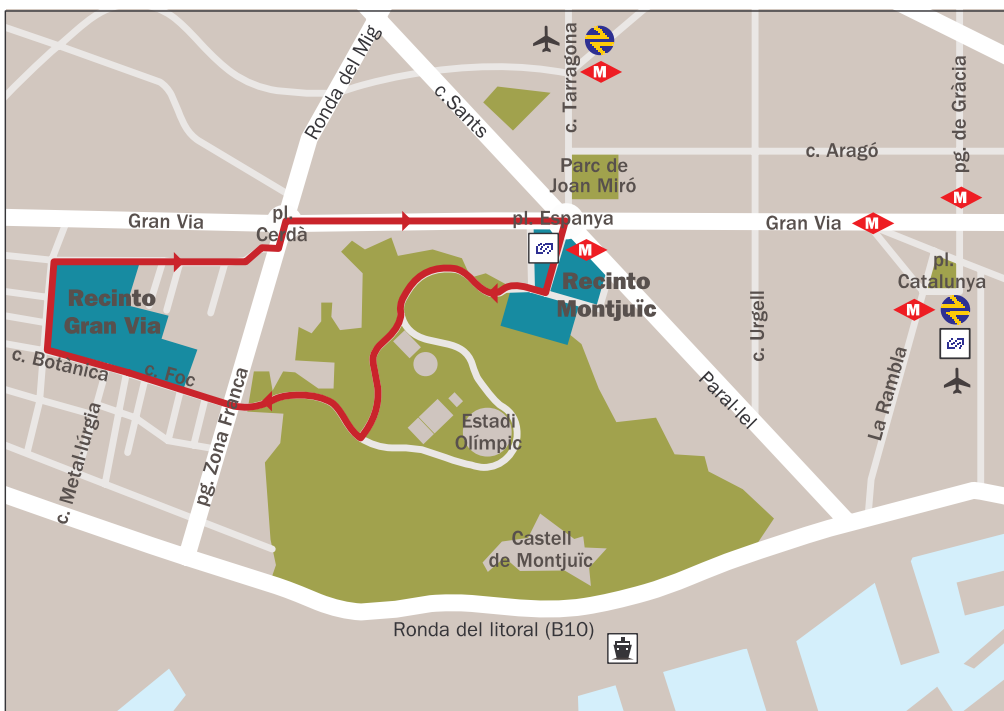 Ronda del Mig
c.Sants
c. Tarragona
M
pg. de Gràcia
c. Aragó
Parc de
Joan Miró
M
Gran Via
pl.
Cerdà
pl. Espanya
Gran Via
M
M
pl.
Catalunya
M
Recinto
Gran Via
Recinto
Montjuïc
c. Urgell
La Rambla
Paral·lel
c. Botànica
c. Foc
pg. Zona Franca
c. Metal·lúrgia
Estadi
Olímpic
Castell
de Montjuïc
Ronda del litoral (B10)